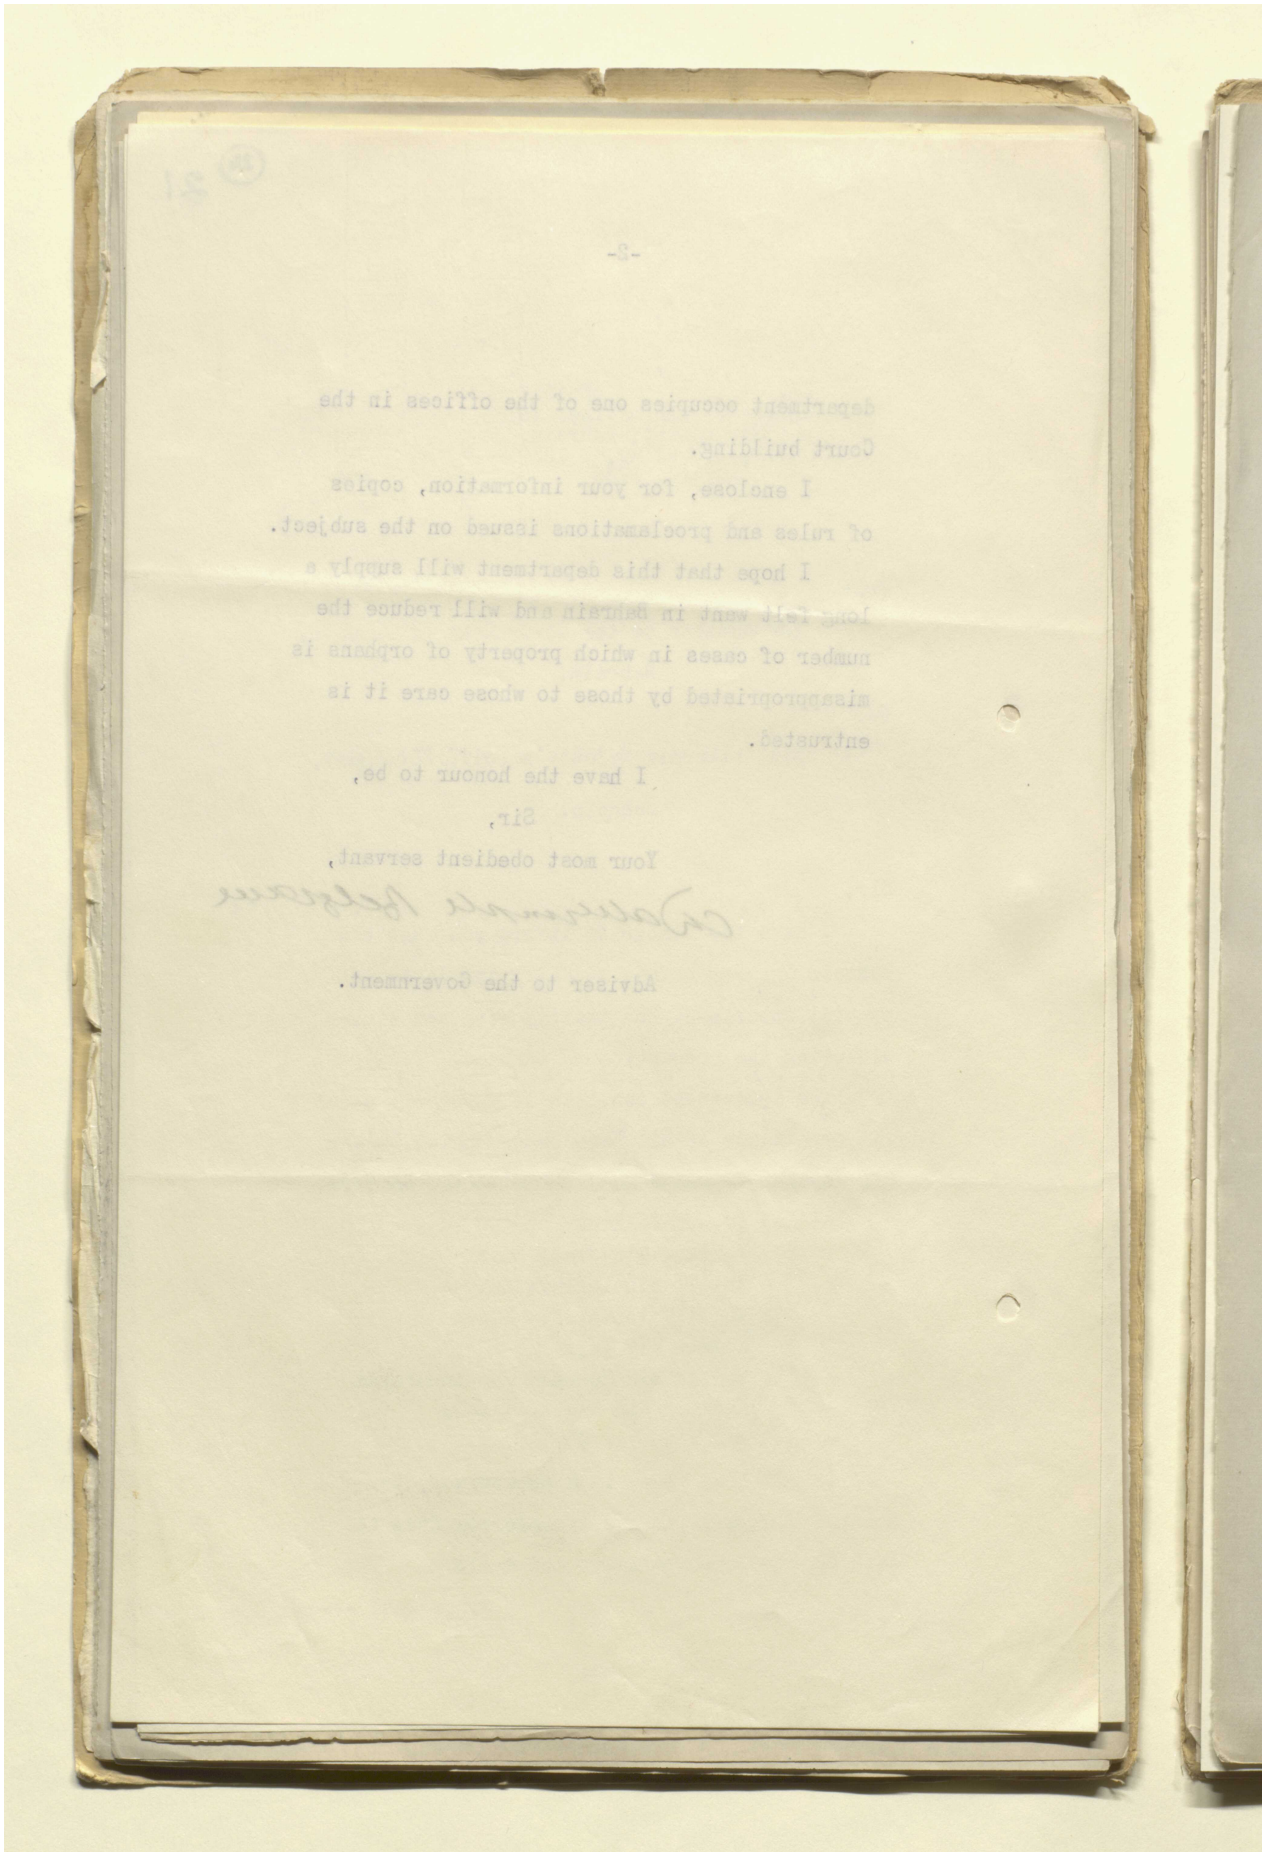 21
-2-
department occupies one of the offices in the
Court building.
I enclose, for your information, copies
of rules and proclamations issued on the subject.
I hope that this department will supply a
long felt want in Bahrain and will reduce the
number of cases in which property of orphans is
misappropriated by those to whose care it is
entrusted.
I have the honour to be,
Sir,
Your most obedient servant,
C Dalrymple Belgrave
Adviser to the Government.